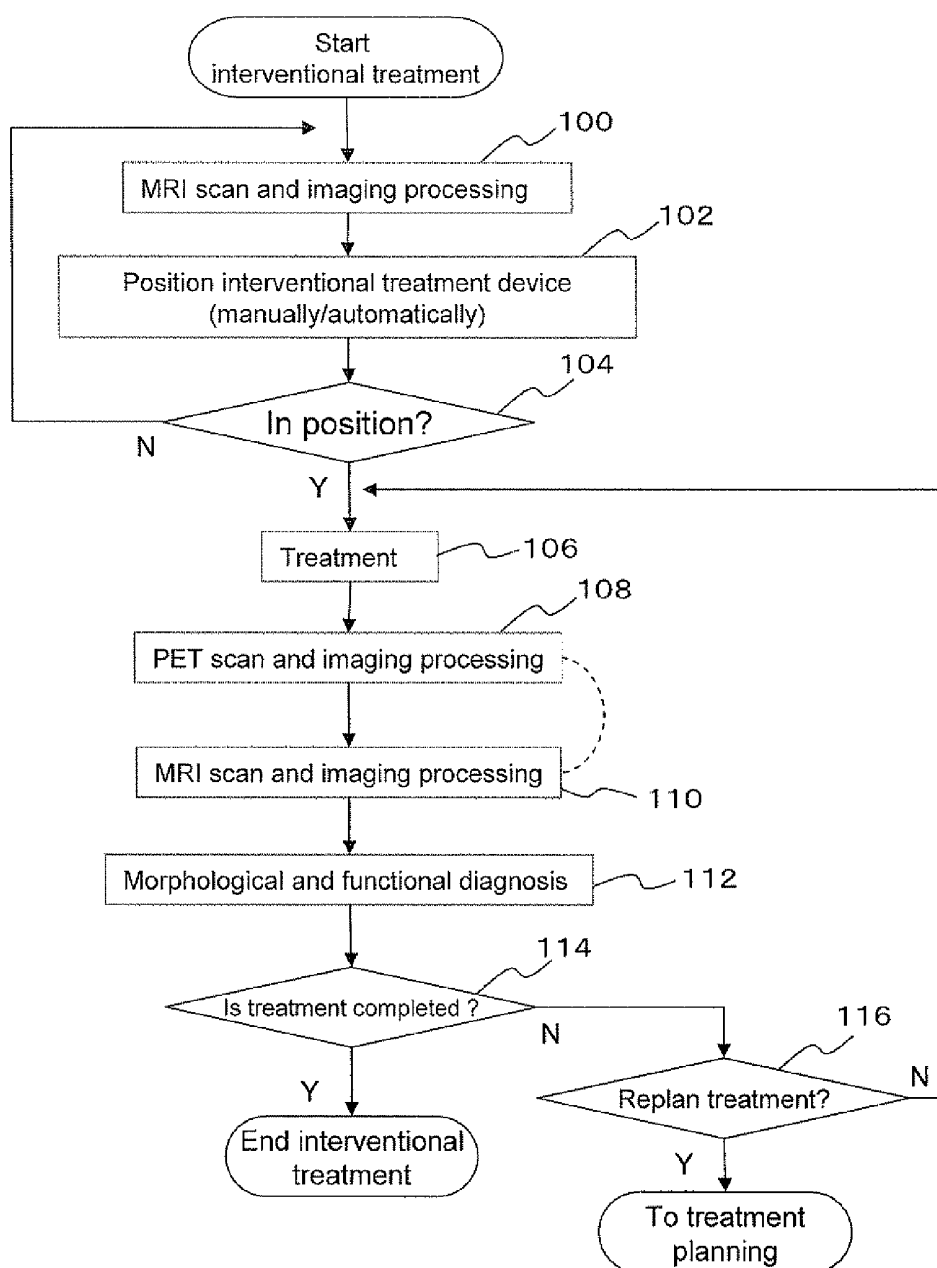 Start
interventional treatment
100
MRI scan and imaging processing
102
Position interventional treatment device
(manually/automatically)
104
In position?
N
Y
Treatment
106
108
PET scan and imaging processing
MRI scan and imaging processing
110
Morphological and functional diagnosis
112
114
Is treatment completed ?
N
116
Y
Replan treatment?
N
End interventional
treatment
Y
To treatment
planning